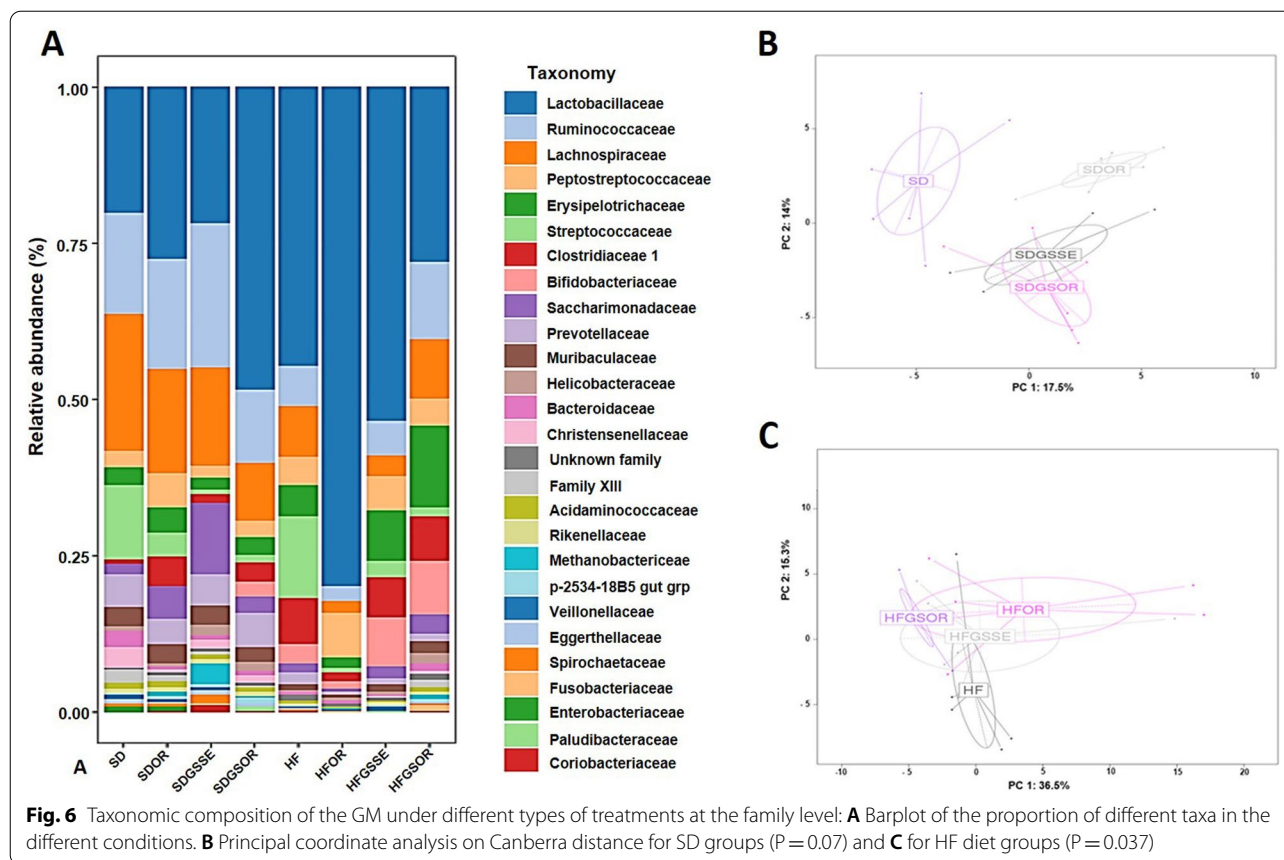 A
Relative abundance (%)
1.00
0.75
0.50
0.25
0.00
A
SD
SDOR
SDGSSE
SDGSOR
HF
HFOR
HFGSSE
HFGSOR
Taxonomy
Lactobacillaceae
Ruminococcaceae
Lachnospiraceae
Peptostreptococcaceae
Erysipelotrichaceae
Streptococcaceae
Clostridiaceae 1
Bifidobacteriaceae
Saccharimonadaceae
Prevotellaceae
Muribaculaceae
Helicobacteraceae
Bacteroidaceae
Christensenellaceae
Unknown family
Family XIII
Acidaminococcaceae
Rikenellaceae
Methanobactericeae
p-2534-18B5 gut grp
Veillonellaceae
Eggerthellaceae
Spirochaetaceae
Fusobacteriaceae
Enterobacteriaceae
Paludibacteraceae
Coriobacteriaceae
B
PC 2: 14%
5
0
- 5
SD
SDOR
SDGSSE
SDGSOR
- 5
0
5
10
PC 1: 17.5%
C
PC 2: 15.3%
10
5
0
-5
HFGSOR
HFOR
HFGSSE
HF
-10
-5
0
5
10
15
20
PC 1: 36.5%
Fig. 6 Taxonomic composition of the GM under different types of treatments at the family level: A Barplot of the proportion of different taxa in the
different conditions. B Principal coordinate analysis on Canberra distance for SD groups (P = 0.07) and C for HF diet groups (P = 0.037)